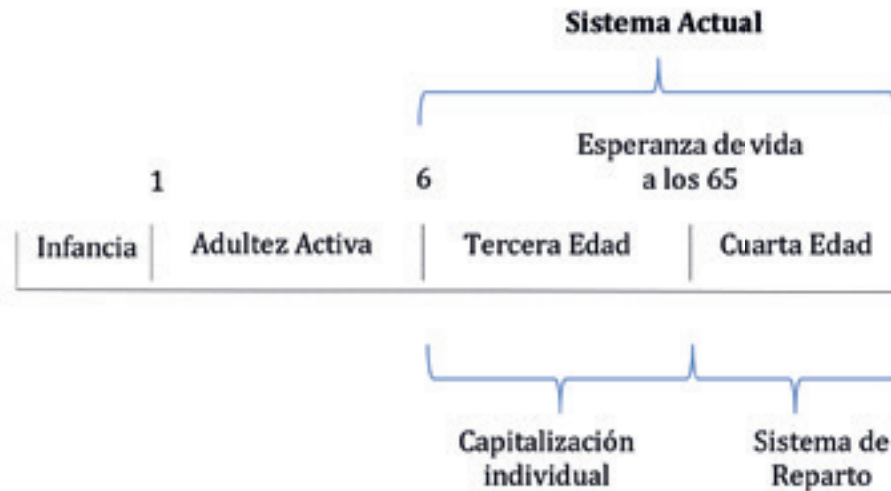 Sistema Actual
Esperanza de vida
a los 65
1
6
Infancia
Adultez Activa
Tercera Edad
Cuarta Edad
Capitalización
individual
Sistema de
Reparto